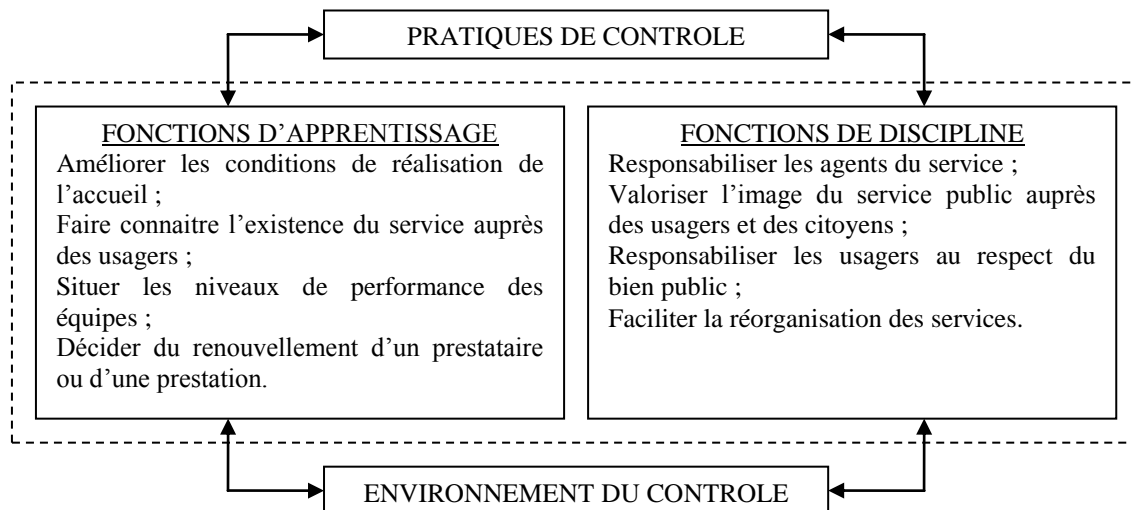 PRATIQUES DE CONTROLE
FONCTIONS D’APPRENTISSAGE
Améliorer les conditions de réalisation de
l’accueil ;
Faire connaitre l’existence du service auprès
des usagers ;
Situer les niveaux de performance des
équipes ;
Décider du renouvellement d’un prestataire
ou d’une prestation.
FONCTIONS DE DISCIPLINE
Responsabiliser les agents du service ;
Valoriser l’image du service public auprès
des usagers et des citoyens ;
Responsabiliser les usagers au respect du
bien public ;
Faciliter la réorganisation des services.
ENVIRONNEMENT DU CONTROLE